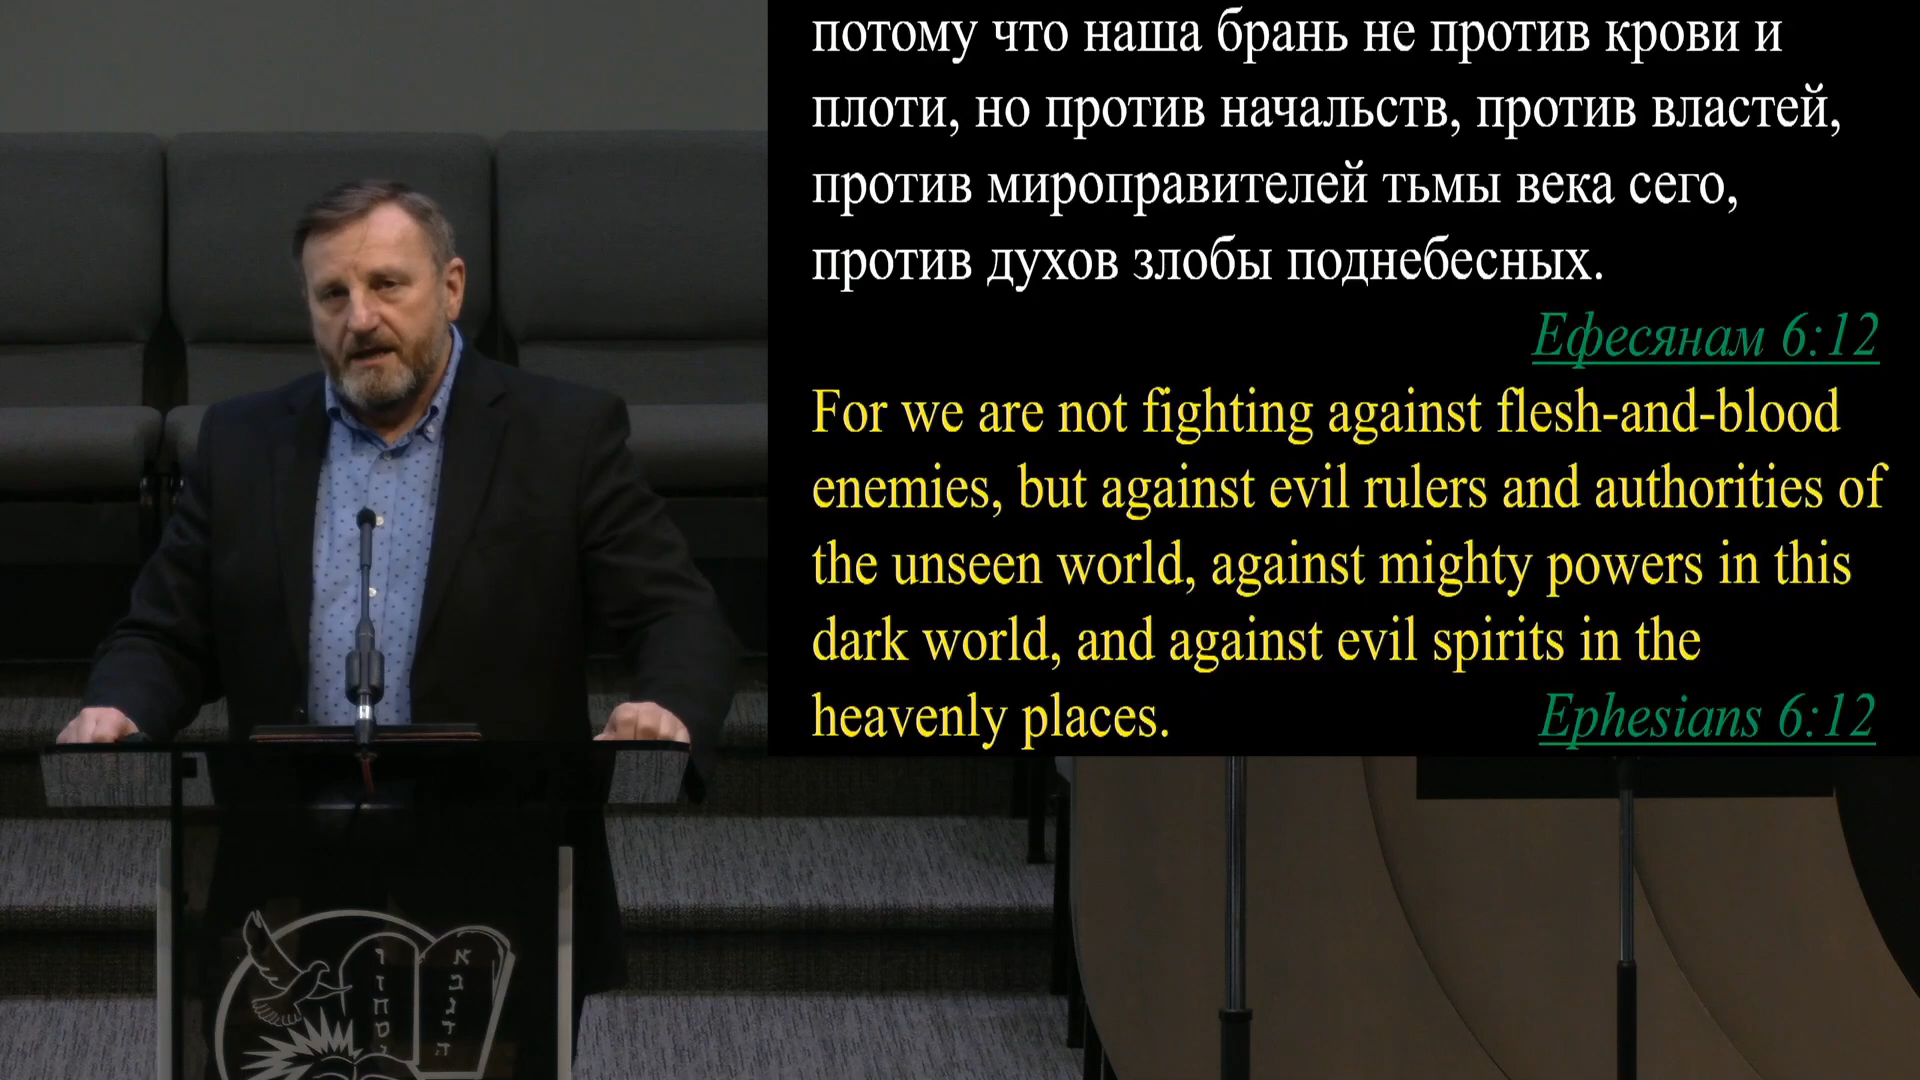 потому что наша брань не против крови и
плоти, но против начальств, против властей,
против мироправителей тьмы века сего,
против духов злобы поднебесных.
Ефесянам 6:12
For we are not fighting against flesh-and-blood
enemies, but against evil rulers and authorities of
the unseen world, against mighty powers in this
dark world, and against evil spirits in the
heavenly places.
Ephesians 6:12
א
ב
ג
ד
ה
ו
ז
ח
ט
י